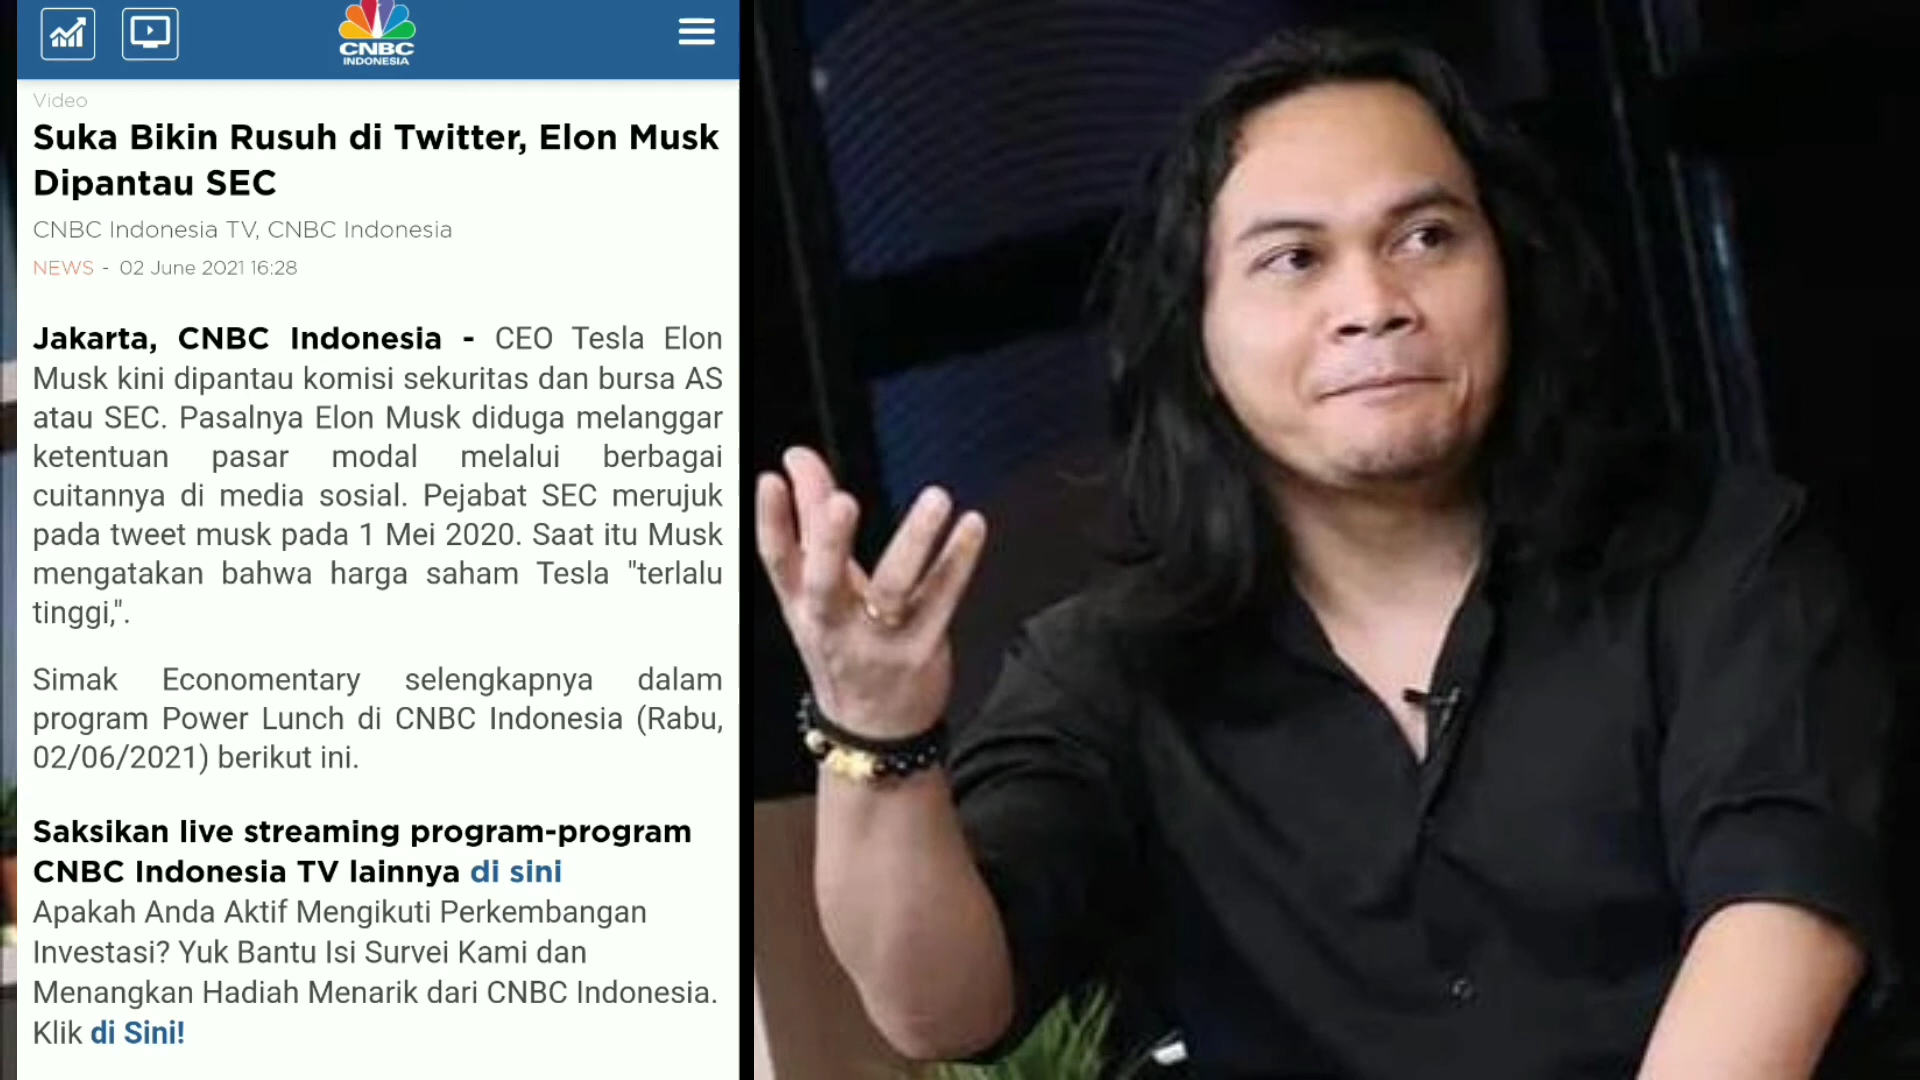 CNBC
INDONESIA
Video
Suka Bikin Rusuh di Twitter, Elon Musk
Dipantau SEC
CNBC Indonesia TV, CNBC Indonesia
NEWS - 02 June 2021 16:28
Jakarta, CNBC Indonesia - CEO Tesla Elon
Musk kini dipantau komisi sekuritas dan bursa AS
atau SEC. Pasalnya Elon Musk diduga melanggar
ketentuan pasar modal melalui berbagai
cuitannya di media sosial. Pejabat SEC merujuk
pada tweet musk pada 1 Mei 2020. Saat itu Musk
mengatakan bahwa harga saham Tesla "terlalu
tinggi,".
Simak Economentary selengkapnya dalam
program Power Lunch di CNBC Indonesia (Rabu,
02/06/2021) berikut ini.
Saksikan live streaming program-program
CNBC Indonesia TV lainnya di sini
Apakah Anda Aktif Mengikuti Perkembangan
Investasi? Yuk Bantu Isi Survei Kami dan
Menangkan Hadiah Menarik dari CNBC Indonesia.
Klik di Sini!